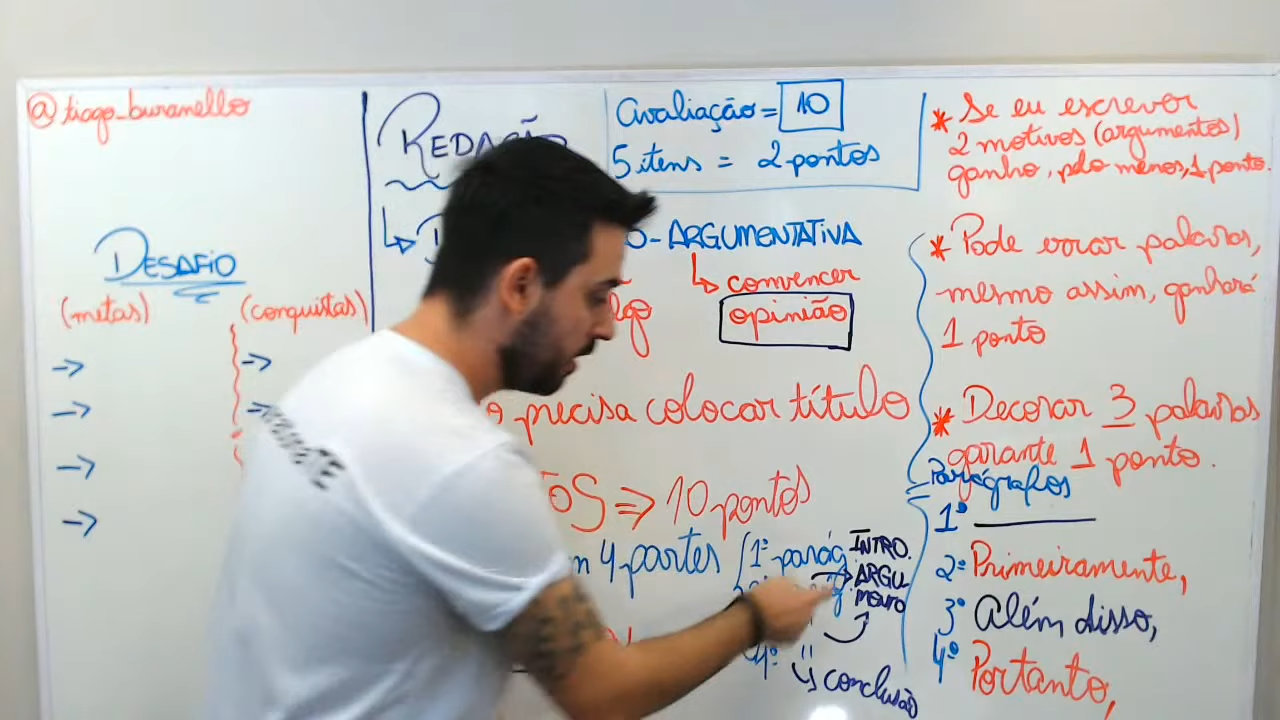 @tiago_buranello
DESAFIO
(metas) (conquistas)
REDAÇÃO
Avaliação = 10
5 itens = 2 pontos
O-ARGUMENTATIVA
convencer
opinião
algo
o precisa colocar título
TOS => 10 pontos
m 4 partes (1º parág
4º "
INTRO.
ARGU
MENTO
conclusão
* Se eu escrever
2 motivos (argumentos)
ganho, pelo menos, 1 ponto.
* Pode errar palavras,
mesmo assim, ganhará
1 ponto
* Decorar 3 palavras
garante 1 ponto.
Parágrafos
1º
2º Primeiramente,
3º Além disso,
4º Portanto,